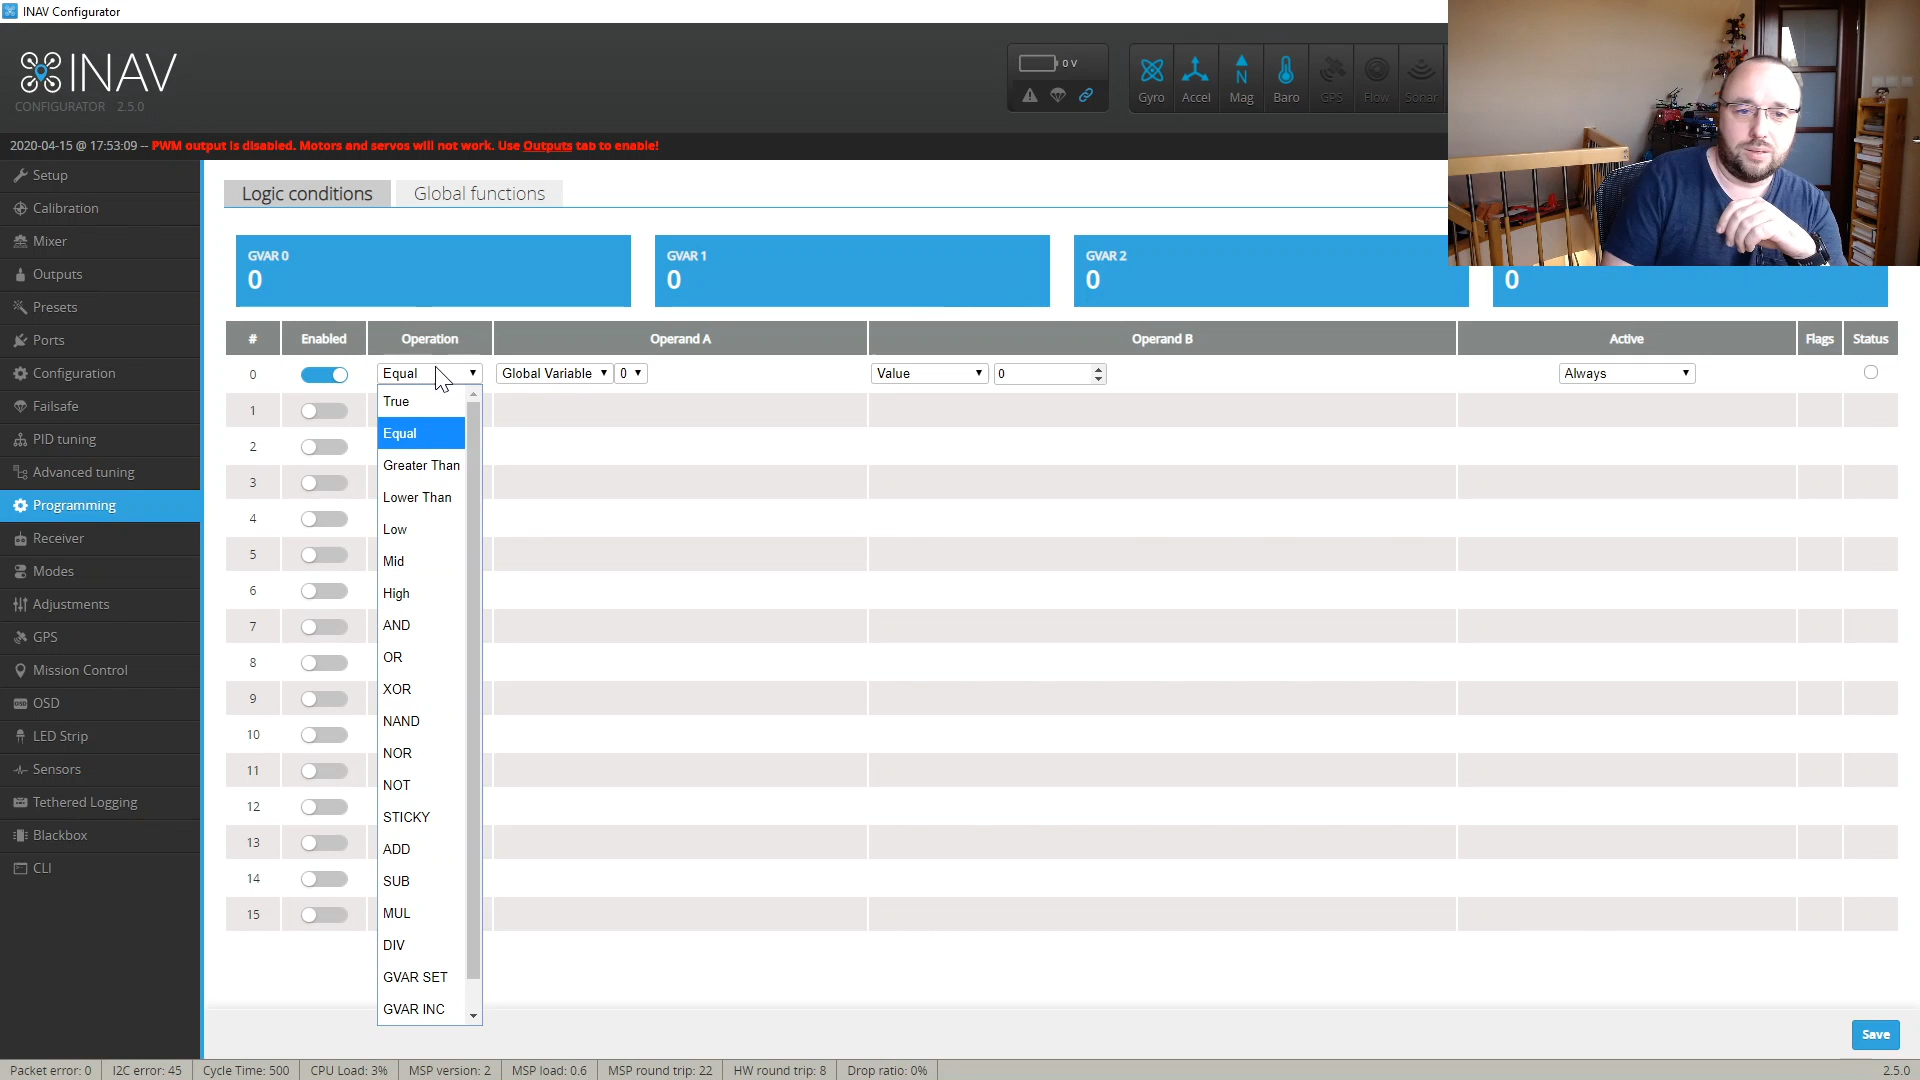 INAV Configurator
INAV
CONFIGURATOR 2.5.0
0 V
Gyro Accel Mag Baro GPS Flow Sonar
2020-04-15 @ 17:53:09 -- PWM output is disabled. Motors and servos will not work. Use Outputs tab to enable!
Setup
Calibration
Mixer
Outputs
Presets
Ports
Configuration
Failsafe
PID tuning
Advanced tuning
Programming
Receiver
Modes
Adjustments
GPS
Mission Control
OSD
LED Strip
Sensors
Tethered Logging
Blackbox
CLI
Logic conditions Global functions
GVAR 0 GVAR 1 GVAR 2
0 0 0 0
# Enabled Operation Operand A Operand B Active Flags Status
0 Equal Global Variable 0 Value 0 Always
1
2
3
4
5
6
7
8
9
10
11
12
13
14
15
True
Equal
Greater Than
Lower Than
Low
Mid
High
AND
OR
XOR
NAND
NOR
NOT
STICKY
ADD
SUB
MUL
DIV
GVAR SET
GVAR INC
Save
Packet error: 0 I2C error: 45 Cycle Time: 500 CPU Load: 3% MSP version: 2 MSP load: 0.6 MSP round trip: 22 HW round trip: 8 Drop ratio: 0% 2.5.0